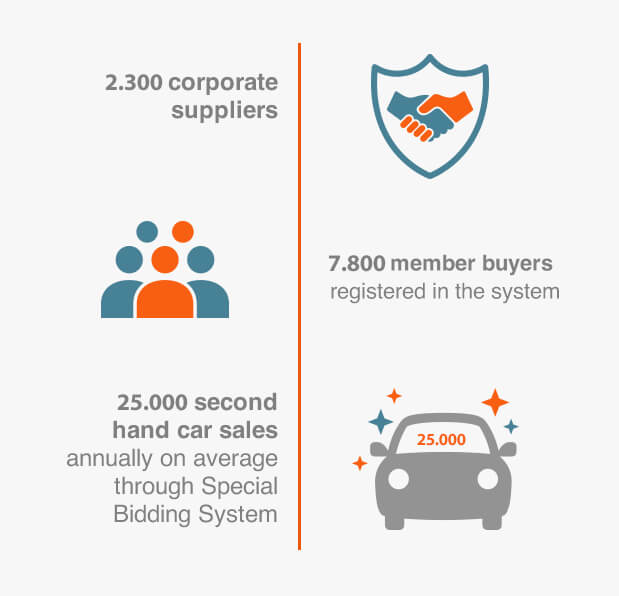 2.300 corporate
suppliers
7.800 member buyers
registered in the system
25.000 second
hand car sales
annually on average
through Special
Bidding System
25.000